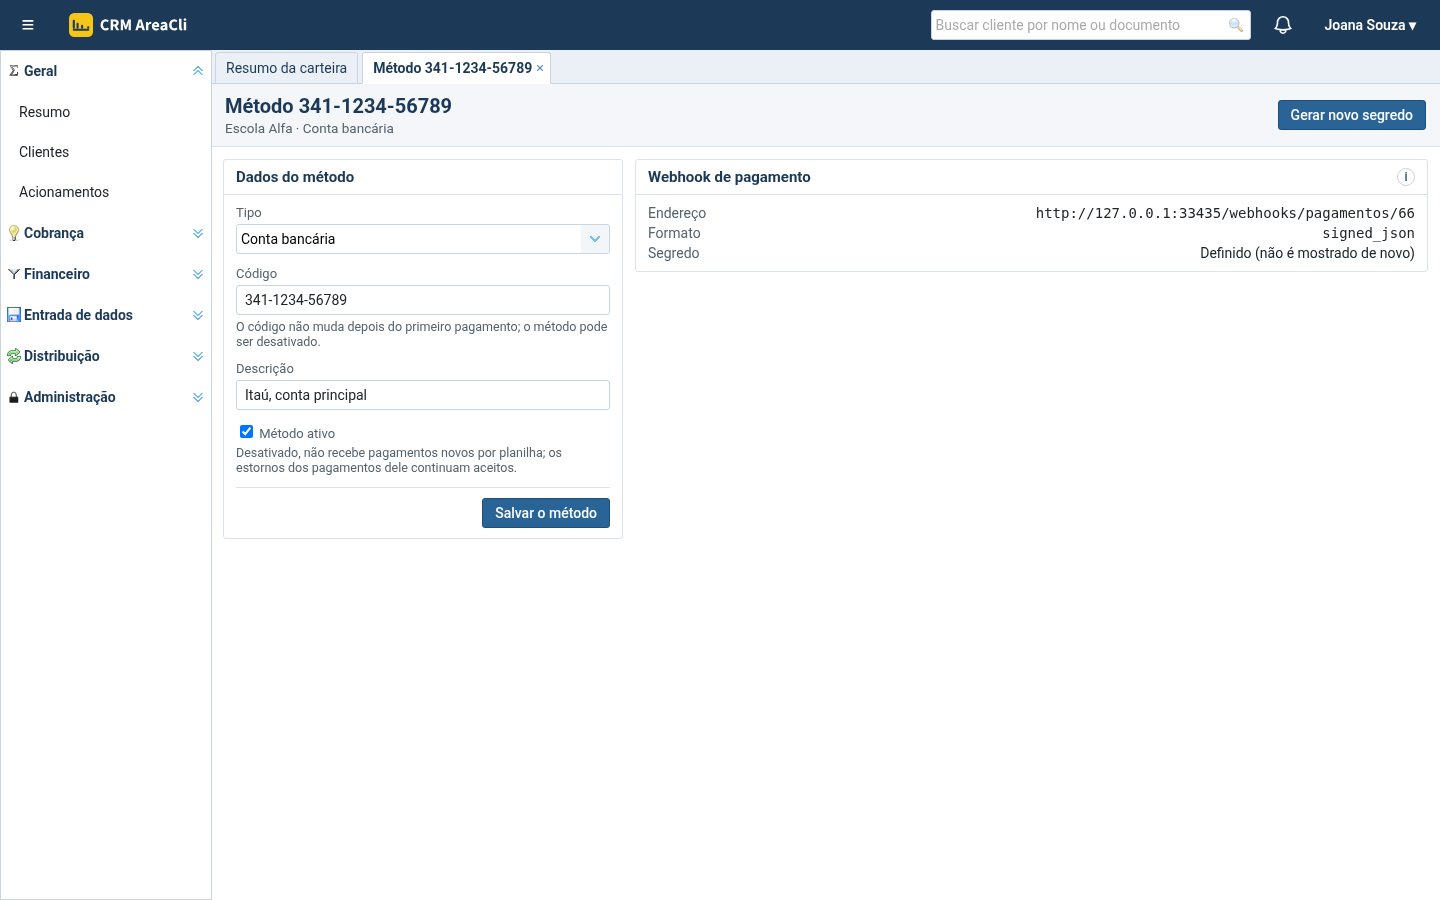 CRM AreaCli
Buscar cliente por nome ou documento
Joana Souza ▾
Geral
Resumo
Clientes
Acionamentos
Cobrança
Financeiro
Entrada de dados
Distribuição
Administração
Resumo da carteira
Método 341-1234-56789 ×
Método 341-1234-56789
Escola Alfa · Conta bancária
Gerar novo segredo
Dados do método
Tipo
Conta bancária
Código
341-1234-56789
O código não muda depois do primeiro pagamento; o método pode
ser desativado.
Descrição
Itaú, conta principal
Método ativo
Desativado, não recebe pagamentos novos por planilha; os
estornos dos pagamentos dele continuam aceitos.
Salvar o método
Webhook de pagamento
i
Endereço http://127.0.0.1:33435/webhooks/pagamentos/66
Formato signed_json
Segredo Definido (não é mostrado de novo)